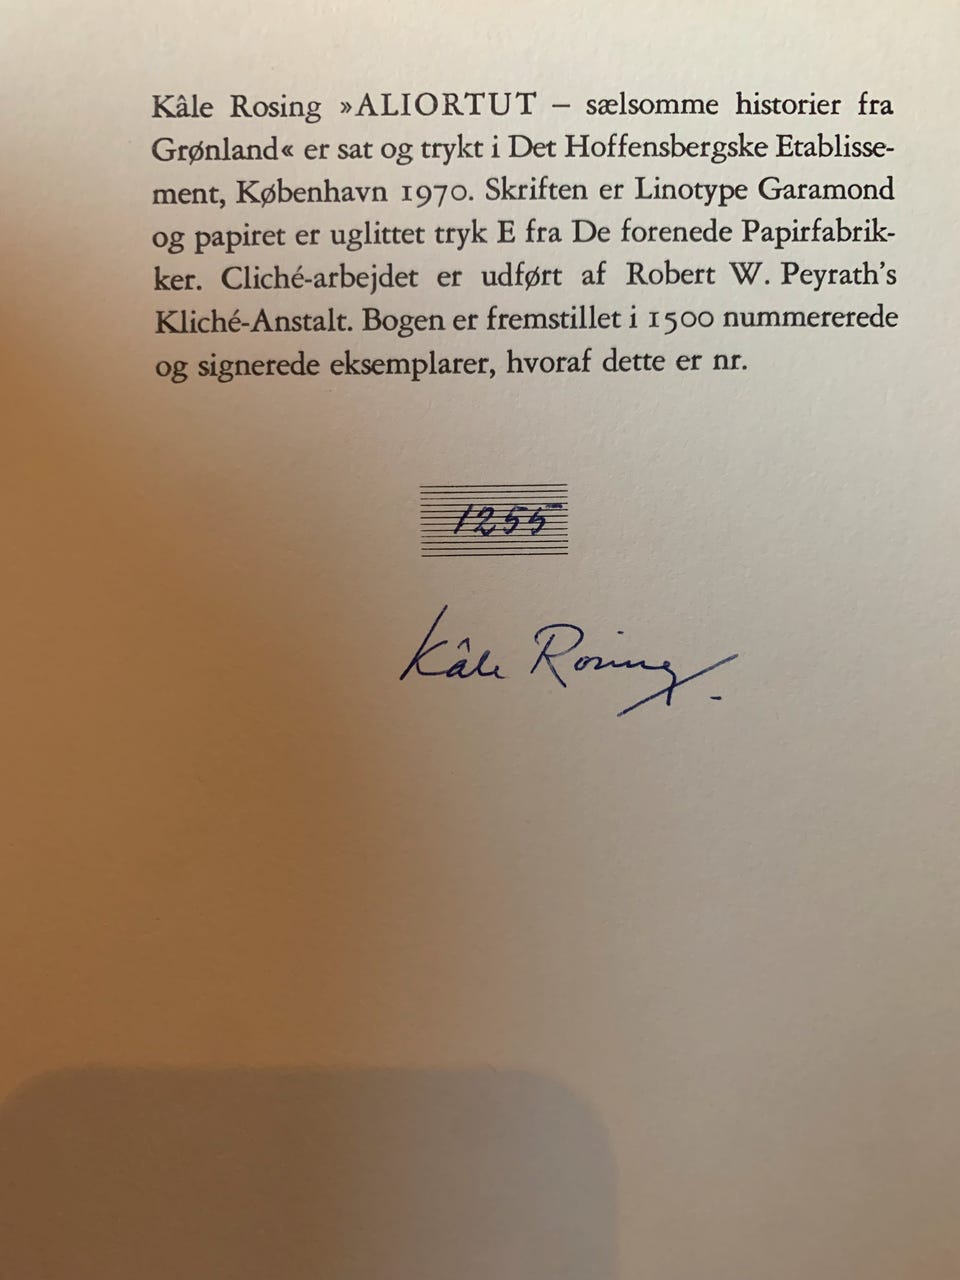 Kâle Rosing »ALIORTUT – sælsomme historier fra
Grønland« er sat og trykt i Det Hoffensbergske Etablisse-
ment, København 1970. Skriften er Linotype Garamond
og papiret er uglittet tryk E fra De forenede Papirfabrik-
ker. Cliché-arbejdet er udført af Robert W. Peyrath's
Kliché-Anstalt. Bogen er fremstillet i 1500 nummererede
og signerede eksemplarer, hvoraf dette er nr.
1255
Kâle Rosing